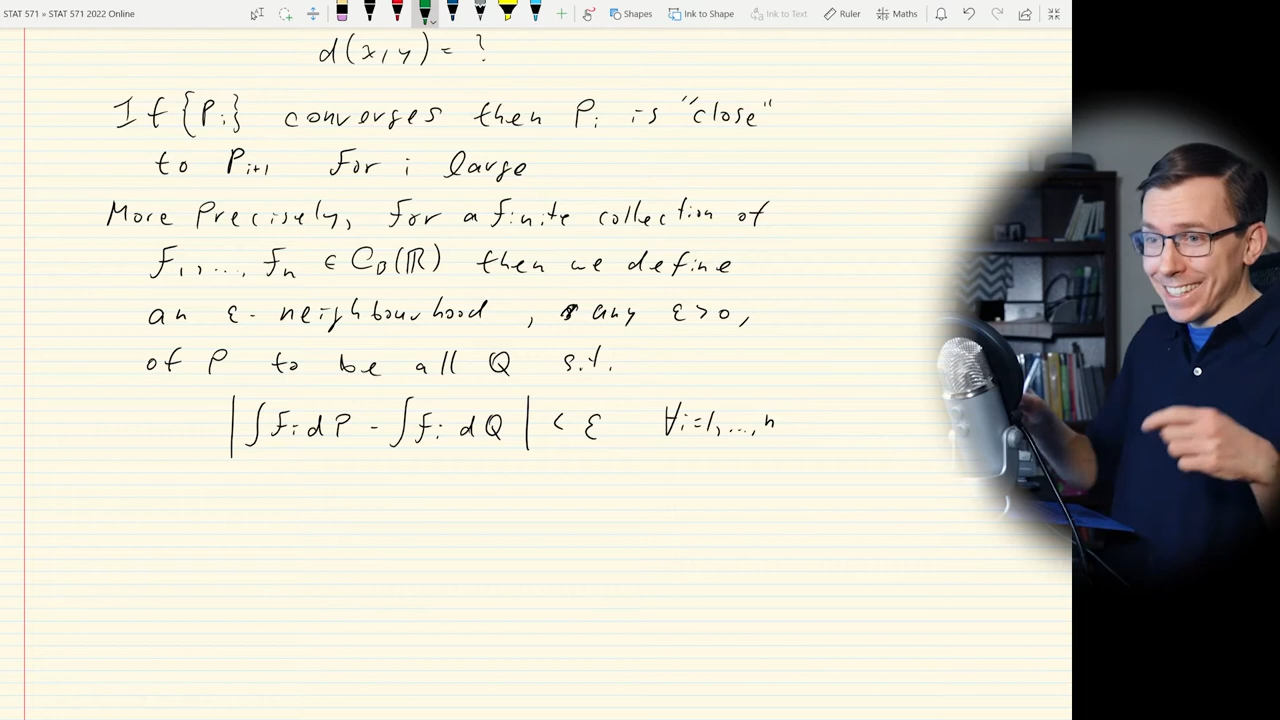 STAT 571 » STAT 571 2022 Online
Shapes Ink to Shape Ink to Text Ruler Maths
d(x,y) = ?
If {Pi} converges then Pi is "close"
to Pi+1 for i large
More Precisely, for a finite collection of
f1,..., fn ∈ C0(ℝ) then we define
an ε-neighbourhood, any ε>0,
of P to be all Q s.t.
|∫fi dP - ∫fi dQ| < ε ∀i=1,...,n